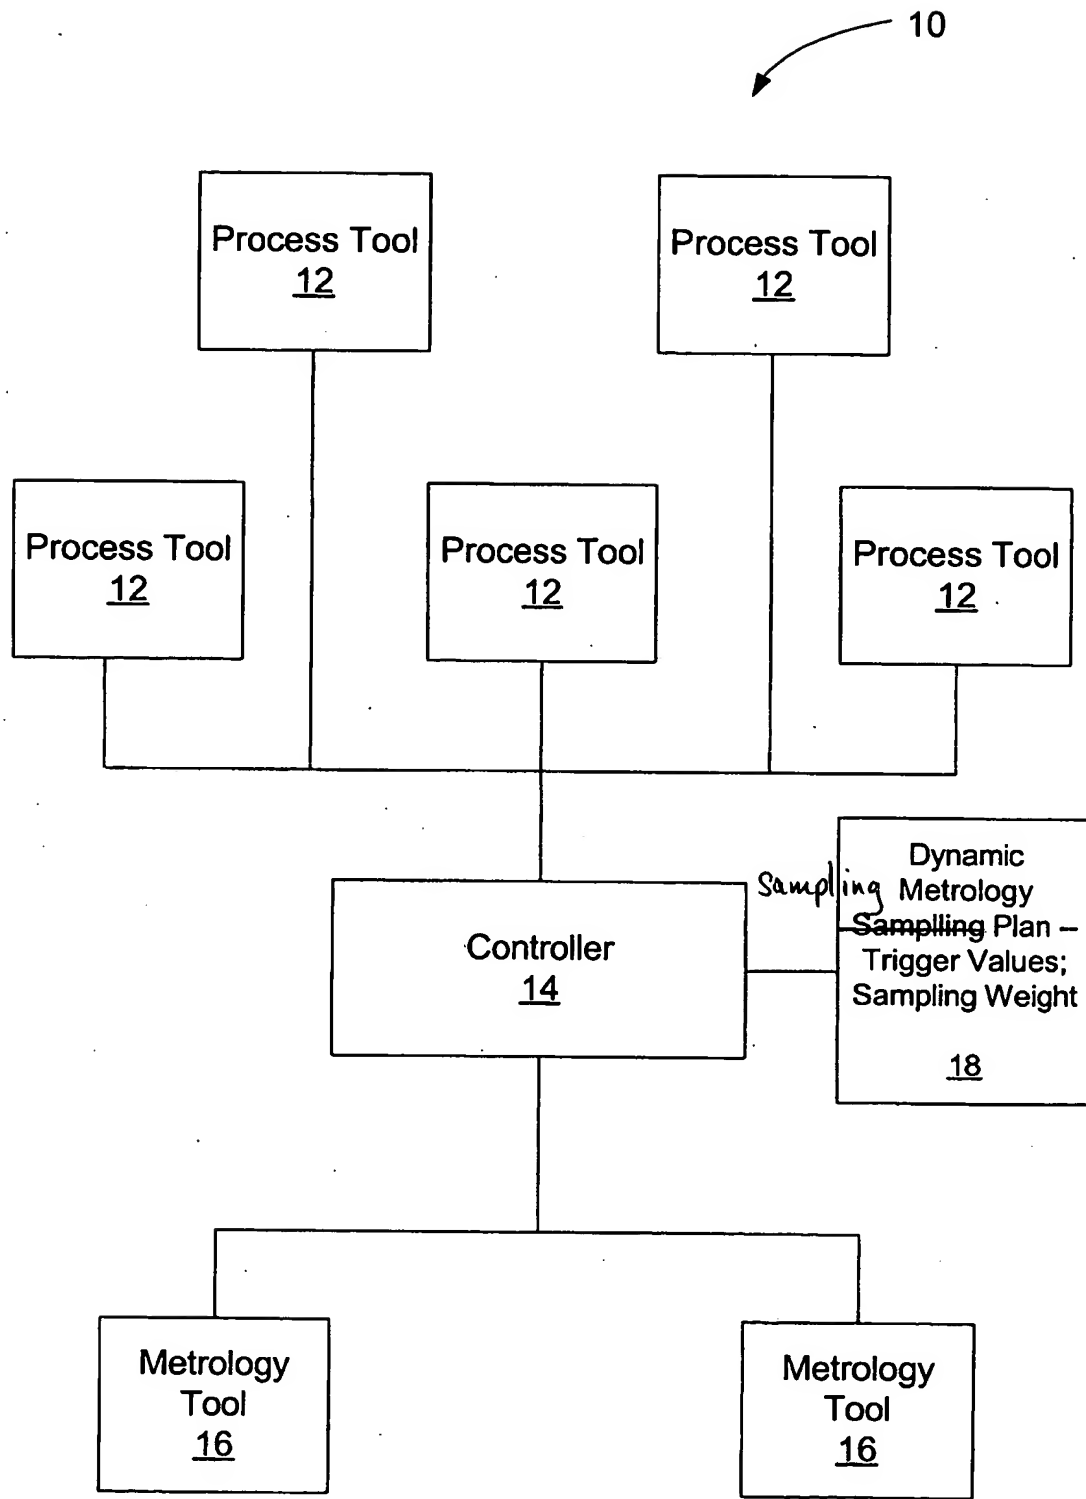 10
Process Tool
12
Process Tool
12
Process Tool
12
Process Tool
12
Process Tool
12
Controller
14
sampling
Dynamic
Metrology
Samplling Plan –
Trigger Values;
Sampling Weight
18
Metrology
Tool
16
Metrology
Tool
16